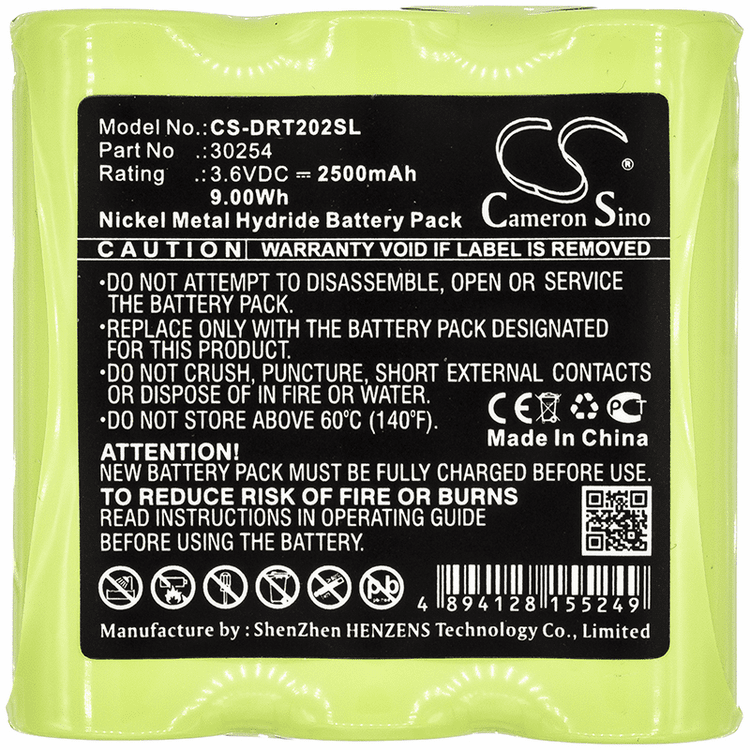 Model No.: CS-DRT202SL
Part No : 30254
Rating : 3.6VDC ⎓ 2500mAh
9.00Wh
Nickel Metal Hydride Battery Pack
Cameron Sino ®
CAUTION WARRANTY VOID IF LABEL IS REMOVED
•DO NOT ATTEMPT TO DISASSEMBLE, OPEN OR SERVICE
THE BATTERY PACK.
•REPLACE ONLY WITH THE BATTERY PACK DESIGNATED
FOR THIS PRODUCT.
•DO NOT CRUSH, PUNCTURE, SHORT EXTERNAL CONTACTS
OR DISPOSE OF IN FIRE OR WATER.
•DO NOT STORE ABOVE 60°C (140°F).
CE PCT
Made In China
ATTENTION!
NEW BATTERY PACK MUST BE FULLY CHARGED BEFORE USE.
TO REDUCE RISK OF FIRE OR BURNS
READ INSTRUCTIONS IN OPERATING GUIDE
BEFORE USING THE BATTERY.
Pb
4 894128 155249
Manufacture by : ShenZhen HENZENS Technology Co., Limited